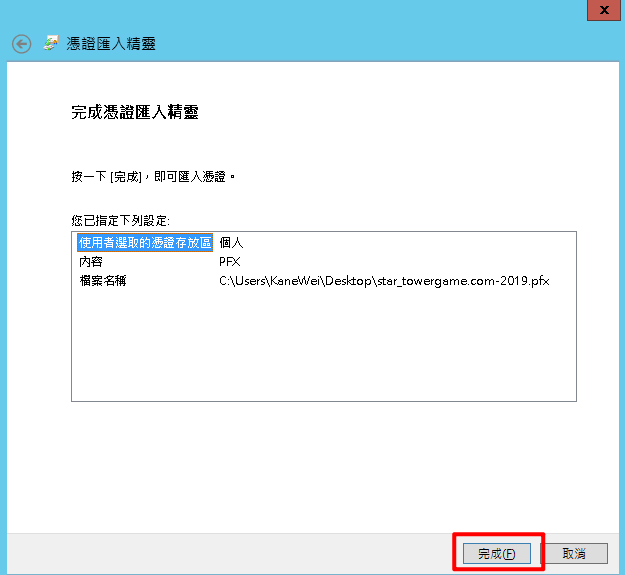 憑證匯入精靈
完成憑證匯入精靈
按一下 [完成]，即可匯入憑證。
您已指定下列設定:
使用者選取的憑證存放區 個人
內容 PFX
檔案名稱 C:\Users\KaneWei\Desktop\star_towergame.com-2019.pfx
完成(F) 取消